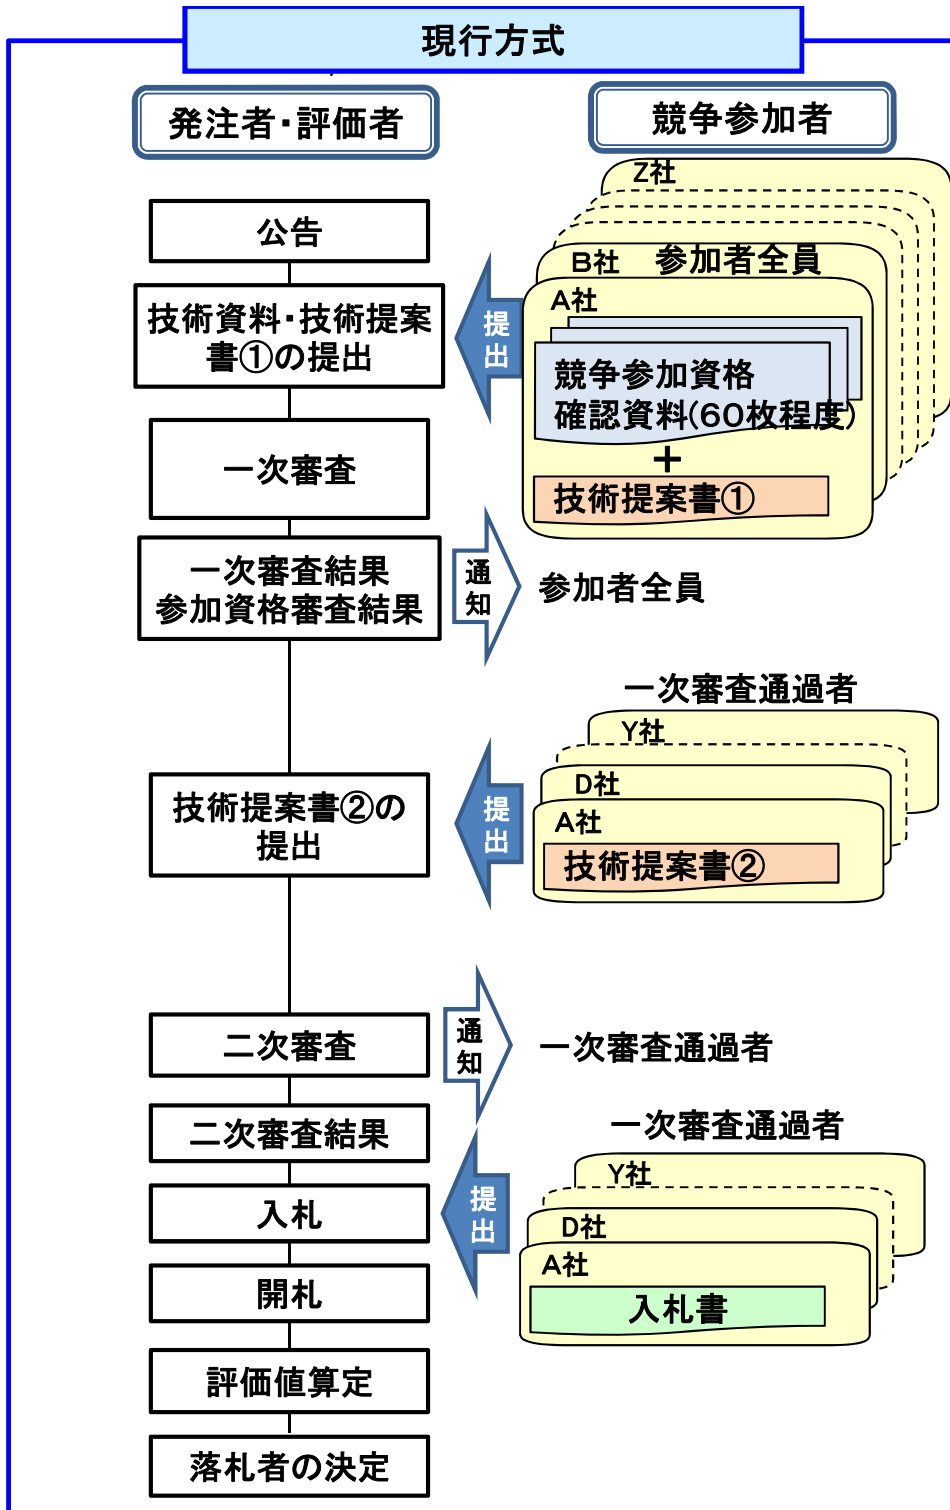 現行方式
発注者・評価者
競争参加者
公告
技術資料・技術提案
書①の提出
一次審査
一次審査結果
参加資格審査結果
技術提案書②の
提出
二次審査
二次審査結果
入札
開札
評価値算定
落札者の決定
提
出
Z社
B社
参加者全員
A社
競争参加資格
確認資料(60枚程度)
+
技術提案書①
通
知
参加者全員
一次審査通過者
提
出
Y社
D社
A社
技術提案書②
通
知
一次審査通過者
一次審査通過者
提
出
Y社
D社
A社
入札書